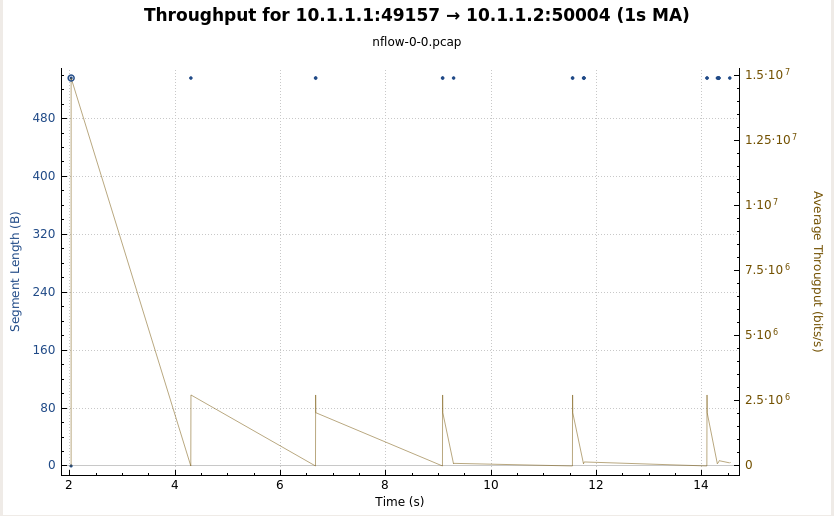 Throughput for 10.1.1.1:49157 → 10.1.1.2:50004 (1s MA)
nflow-0-0.pcap
Segment Length (B)
480
400
320
240
160
80
0
1.5·10⁷
1.25·10⁷
1·10⁷
7.5·10⁶
5·10⁶
2.5·10⁶
0
Average Througput (bits/s)
2 4 6 8 10 12 14
Time (s)